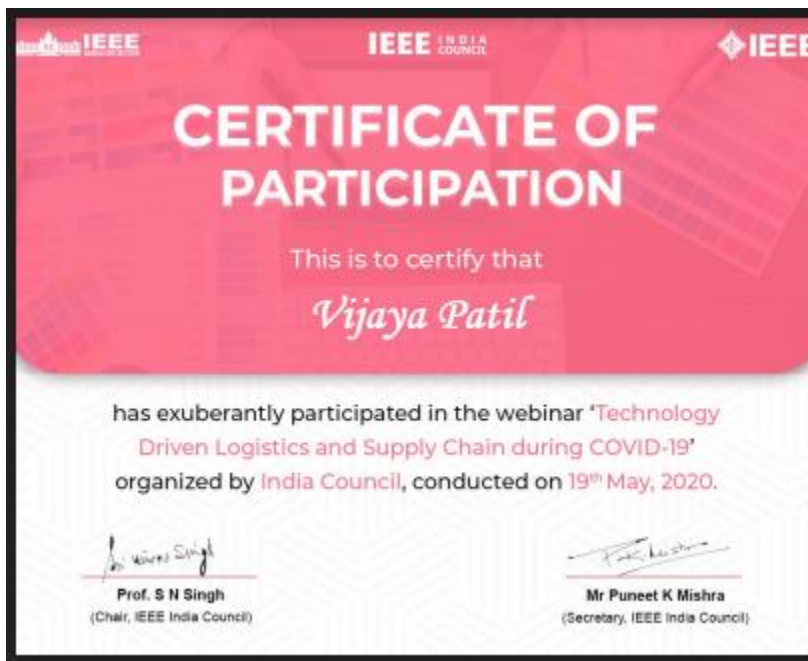 IEEE
IEEE INDIA COUNCIL
IEEE
CERTIFICATE OF
PARTICIPATION
This is to certify that
Vijaya Patil
has exuberantly participated in the webinar ‘Technology
Driven Logistics and Supply Chain during COVID-19’
organized by India Council, conducted on 19th May, 2020.
Prof. S N Singh
(Chair, IEEE India Council)
Mr Puneet K Mishra
(Secretary, IEEE India Council)